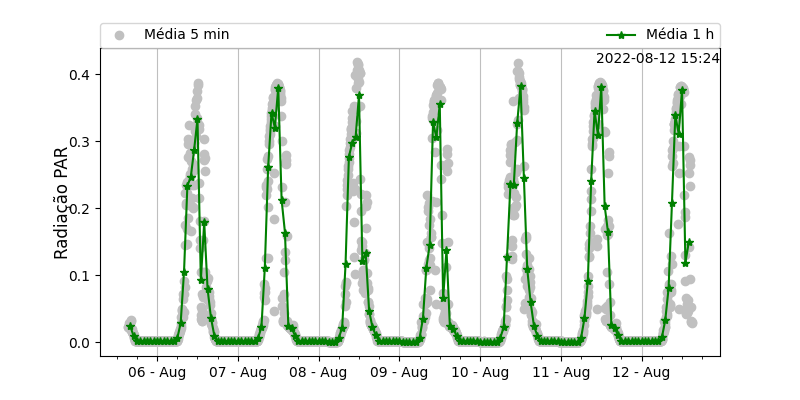 Média 5 min
Média 1 h
2022-08-12 15:24
Radiação PAR
0.4
0.3
0.2
0.1
0.0
06 - Aug
07 - Aug
08 - Aug
09 - Aug
10 - Aug
11 - Aug
12 - Aug